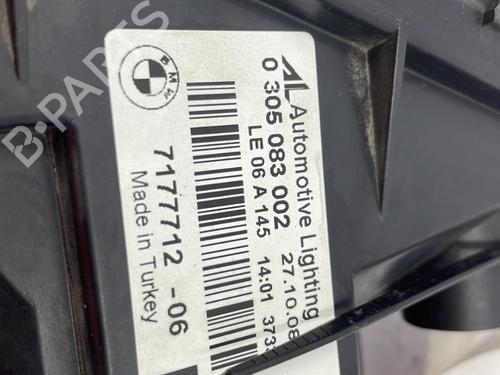 BMW
AL Automotive Lighting
0 305 083 002 27.10.08
LE 06 A 145 14:01 3733
7177712 -06
Made in Turkey
B-PARTS